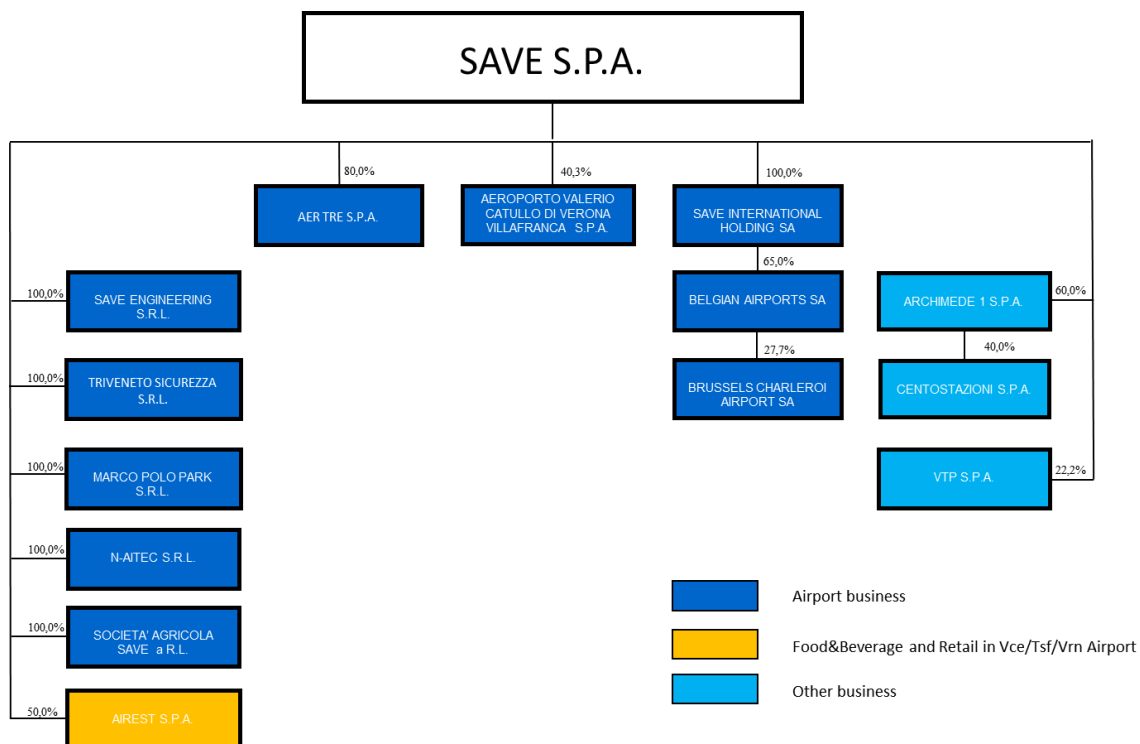 SAVE S.P.A.
80,0%
40,3%
100,0%
AER TRE S.P.A.
AEROPORTO VALERIO
CATULLO DI VERONA
VILLAFRANCA S.P.A.
SAVE INTERNATIONAL
HOLDING SA
65,0%
100,0%
SAVE ENGINEERING
S.R.L.
BELGIAN AIRPORTS SA
ARCHIMEDE 1 S.P.A.
60,0%
27,7%
40,0%
100,0%
TRIVENETO SICUREZZA
S.R.L.
BRUSSELS CHARLEROI
AIRPORT SA
CENTOSTAZIONI S.P.A.
100,0%
MARCO POLO PARK
S.R.L.
VTP S.P.A.
22,2%
100,0%
N-AITEC S.R.L.
100,0%
SOCIETA' AGRICOLA
SAVE a R.L.
50,0%
AIREST S.P.A.
Airport business
Food&Beverage and Retail in Vce/Tsf/Vrn Airport
Other business